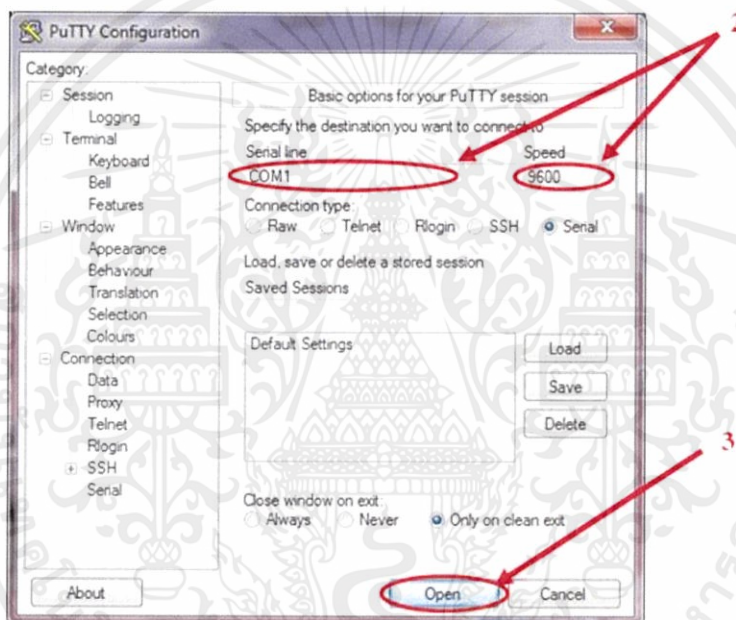 PuTTY Configuration
2
Category:
Session
Logging
Terminal
Keyboard
Bell
Features
Window
Appearance
Behaviour
Translation
Selection
Colours
Connection
Data
Proxy
Telnet
Rlogin
SSH
Serial
Basic options for your PuTTY session
Specify the destination you want to connect to
Serial line Speed
COM1 9600
Connection type:
Raw Telnet Rlogin SSH Serial
Load, save or delete a stored session
Saved Sessions
Default Settings
Load
Save
Delete
3
Close window on exit:
Always Never Only on clean exit
About Open Cancel